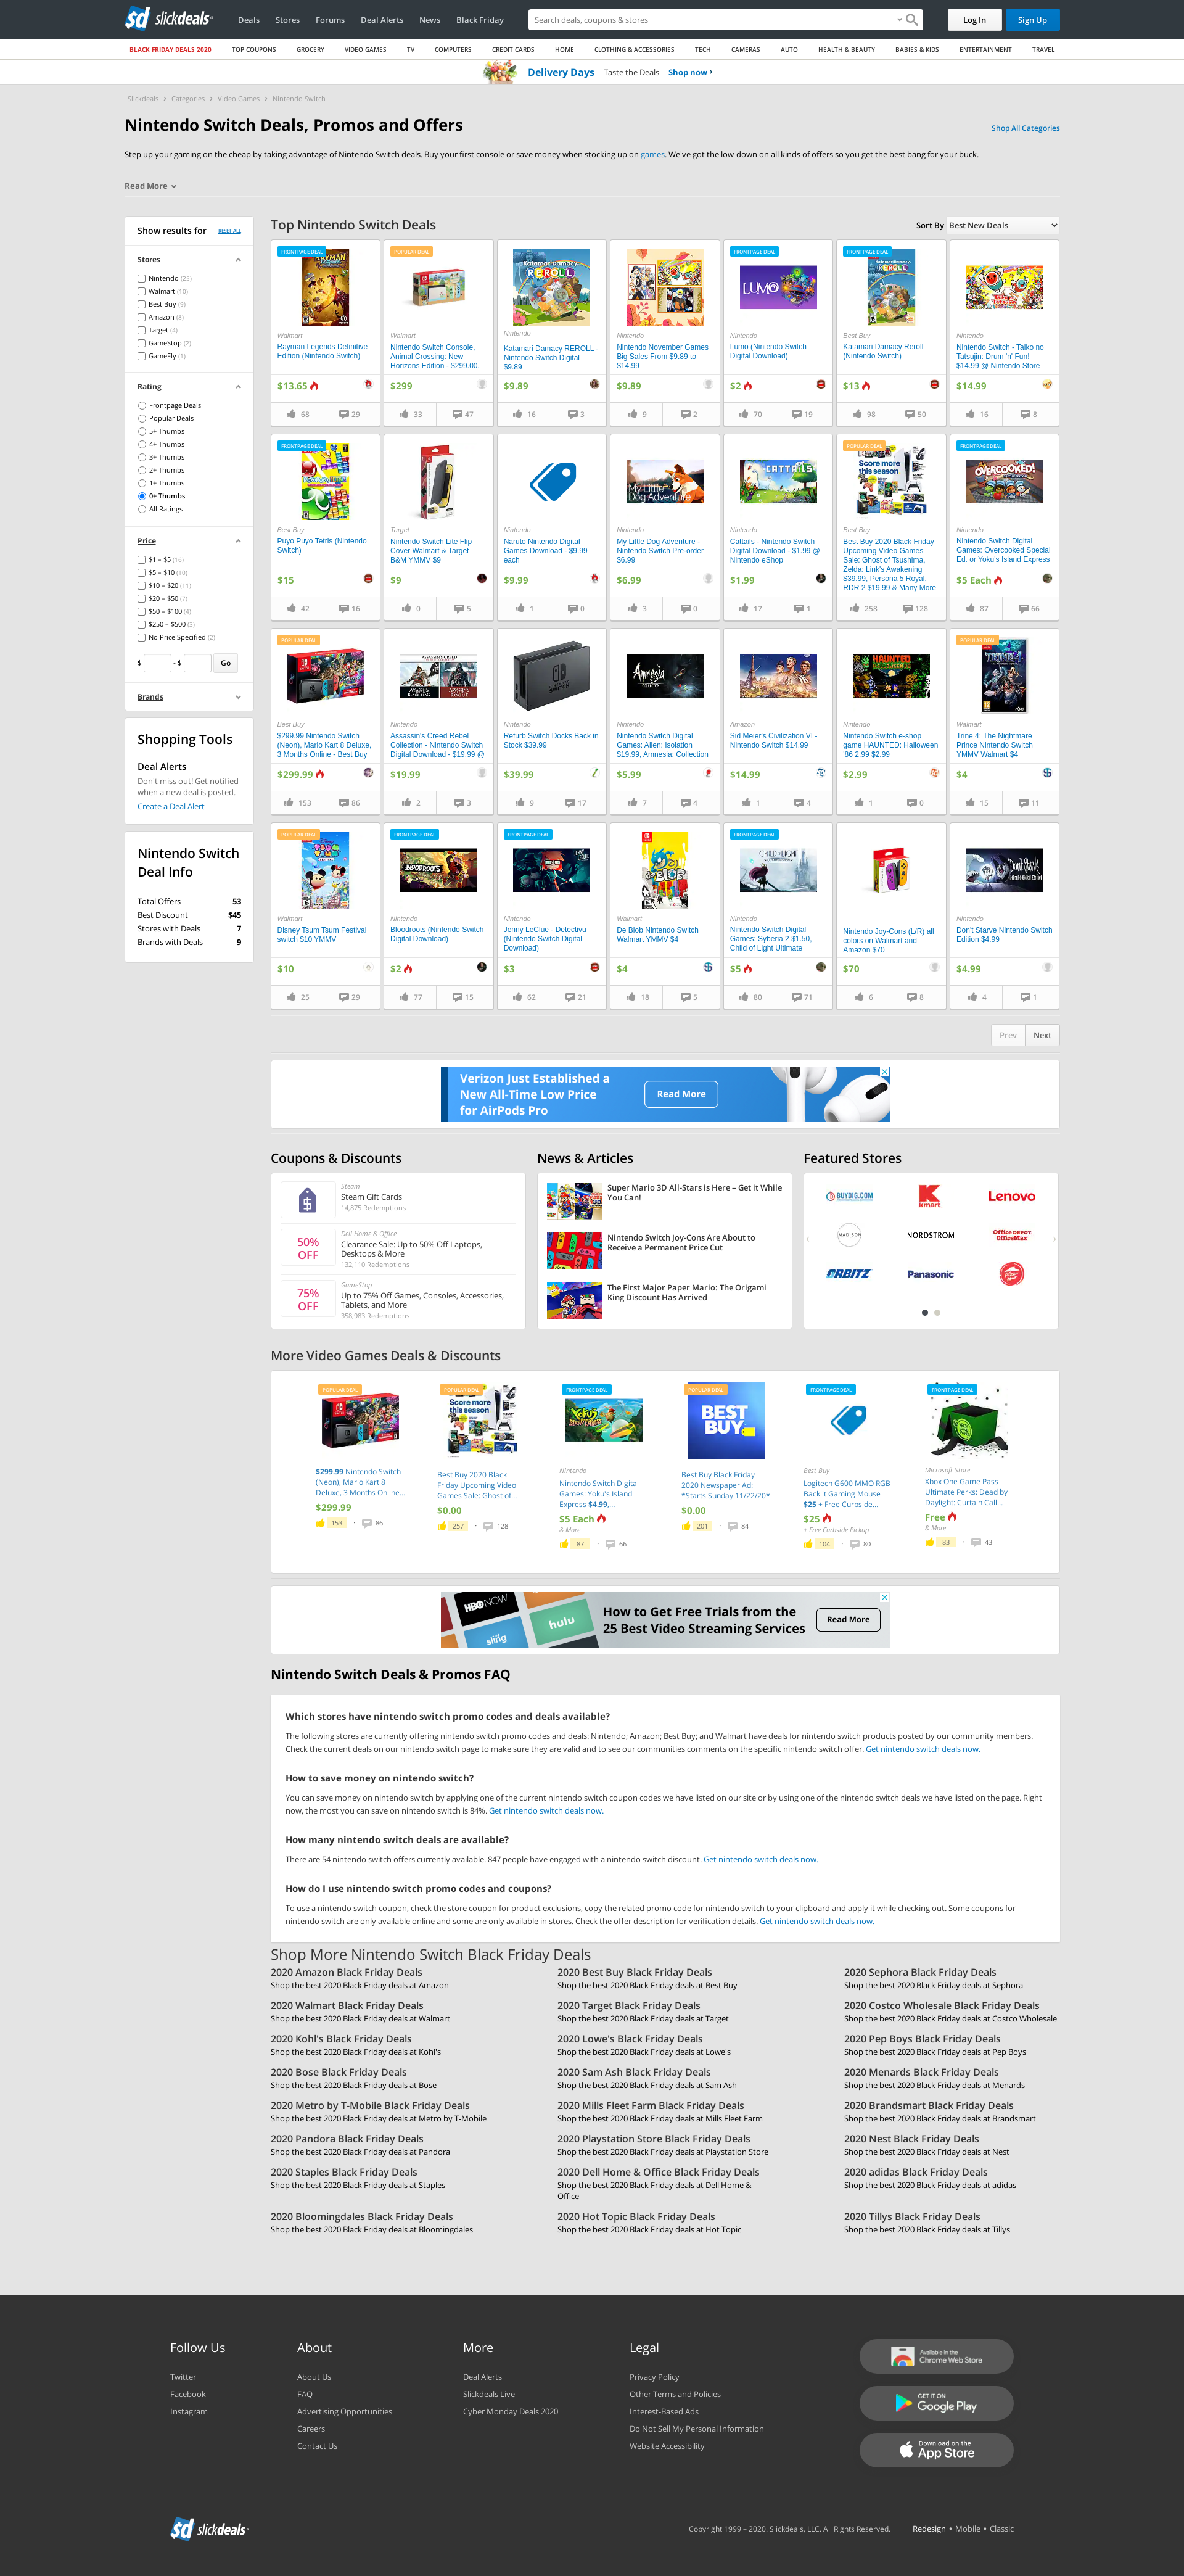 slickdeals
Deals Stores Forums Deal Alerts News Black Friday
Search deals, coupons & stores
Log In Sign Up
BLACK FRIDAY DEALS 2020 TOP COUPONS GROCERY VIDEO GAMES TV COMPUTERS CREDIT CARDS HOME CLOTHING & ACCESSORIES TECH CAMERAS AUTO HEALTH & BEAUTY BABIES & KIDS ENTERTAINMENT TRAVEL
Delivery Days Taste the Deals Shop now ›
Slickdeals › Categories › Video Games › Nintendo Switch
Nintendo Switch Deals, Promos and Offers
Shop All Categories
Step up your gaming on the cheap by taking advantage of Nintendo Switch deals. Buy your first console or save money when stocking up on games. We've got the low-down on all kinds of offers so you get the best bang for your buck.
Read More
Show results for RESET ALL
Stores
Nintendo (25)
Walmart (10)
Best Buy (9)
Amazon (8)
Target (4)
GameStop (2)
GameFly (1)
Rating
Frontpage Deals
Popular Deals
5+ Thumbs
4+ Thumbs
3+ Thumbs
2+ Thumbs
1+ Thumbs
0+ Thumbs
All Ratings
Price
$1 – $5 (16)
$5 – $10 (10)
$10 – $20 (11)
$20 – $50 (7)
$50 – $100 (4)
$250 – $500 (3)
No Price Specified (2)
$ - $ Go
Brands
Shopping Tools
Deal Alerts
Don't miss out! Get notified
when a new deal is posted.
Create a Deal Alert
Nintendo Switch
Deal Info
Total Offers 53
Best Discount $45
Stores with Deals 7
Brands with Deals 9
Top Nintendo Switch Deals
Sort By Best New Deals
FRONTPAGE DEAL
Walmart
Rayman Legends Definitive
Edition (Nintendo Switch)
$13.65
68 29
POPULAR DEAL
Walmart
Nintendo Switch Console,
Animal Crossing: New
Horizons Edition - $299.00.
$299
33 47
Nintendo
Katamari Damacy REROLL -
Nintendo Switch Digital
$9.89
$9.89
16 3
Nintendo
Nintendo November Games
Big Sales From $9.89 to
$14.99
$9.89
9 2
FRONTPAGE DEAL
LUMO
Nintendo
Lumo (Nintendo Switch
Digital Download)
$2
70 19
FRONTPAGE DEAL
Best Buy
Katamari Damacy Reroll
(Nintendo Switch)
$13
98 50
Nintendo
Nintendo Switch - Taiko no
Tatsujin: Drum 'n' Fun!
$14.99 @ Nintendo Store
$14.99
16 8
FRONTPAGE DEAL
Best Buy
Puyo Puyo Tetris (Nintendo
Switch)
$15
42 16
Target
Nintendo Switch Lite Flip
Cover Walmart & Target
B&M YMMV $9
$9
0 5
Nintendo
Naruto Nintendo Digital
Games Download - $9.99
each
$9.99
1 0
My Little
Dog Adventure
Nintendo
My Little Dog Adventure -
Nintendo Switch Pre-order
$6.99
$6.99
3 0
CATTAILS
Nintendo
Cattails - Nintendo Switch
Digital Download - $1.99 @
Nintendo eShop
$1.99
17 1
POPULAR DEAL
Score more
this season
Best Buy
Best Buy 2020 Black Friday
Upcoming Video Games
Sale: Ghost of Tsushima,
Zelda: Link's Awakening
$39.99, Persona 5 Royal,
RDR 2 $19.99 & Many More
258 128
FRONTPAGE DEAL
OVERCOOKED!
Nintendo
Nintendo Switch Digital
Games: Overcooked Special
Ed. or Yoku's Island Express
$5 Each
87 66
POPULAR DEAL
Best Buy
$299.99 Nintendo Switch
(Neon), Mario Kart 8 Deluxe,
3 Months Online - Best Buy
$299.99
153 86
Nintendo
Assassin's Creed Rebel
Collection - Nintendo Switch
Digital Download - $19.99 @
$19.99
2 3
Nintendo
Refurb Switch Docks Back in
Stock $39.99
$39.99
9 17
Amnesia
Nintendo
Nintendo Switch Digital
Games: Alien: Isolation
$19.99, Amnesia: Collection
$5.99
7 4
Amazon
Sid Meier's Civilization VI -
Nintendo Switch $14.99
$14.99
1 4
HAUNTED
Nintendo
Nintendo Switch e-shop
game HAUNTED: Halloween
'86 2.99 $2.99
$2.99
1 0
POPULAR DEAL
Walmart
Trine 4: The Nightmare
Prince Nintendo Switch
YMMV Walmart $4
$4
15 11
POPULAR DEAL
Walmart
Disney Tsum Tsum Festival
switch $10 YMMV
$10
25 29
FRONTPAGE DEAL
BLOODROOTS
Nintendo
Bloodroots (Nintendo Switch
Digital Download)
$2
77 15
FRONTPAGE DEAL
Nintendo
Jenny LeClue - Detectivu
(Nintendo Switch Digital
Download)
$3
62 21
Walmart
De Blob Nintendo Switch
Walmart YMMV $4
$4
18 5
FRONTPAGE DEAL
CHILD of LIGHT
Nintendo
Nintendo Switch Digital
Games: Syberia 2 $1.50,
Child of Light Ultimate
$5
80 71
Nintendo Joy-Cons (L/R) all
colors on Walmart and
Amazon $70
$70
6 8
Don't Starve
Nintendo
Don't Starve Nintendo Switch
Edition $4.99
$4.99
4 1
Prev Next
Verizon Just Established a
New All-Time Low Price
for AirPods Pro
Read More
Coupons & Discounts
Steam
Steam Gift Cards
14,875 Redemptions
50%
OFF
Dell Home & Office
Clearance Sale: Up to 50% Off Laptops,
Desktops & More
132,110 Redemptions
75%
OFF
GameStop
Up to 75% Off Games, Consoles, Accessories,
Tablets, and More
358,983 Redemptions
News & Articles
Super Mario 3D All-Stars is Here – Get it While
You Can!
Nintendo Switch Joy-Cons Are About to
Receive a Permanent Price Cut
The First Major Paper Mario: The Origami
King Discount Has Arrived
Featured Stores
BUYDIG.COM kmart Lenovo
MADISON NORDSTROM Office DEPOT OfficeMax
ORBITZ Panasonic Pizza Hut
More Video Games Deals & Discounts
POPULAR DEAL
$299.99 Nintendo Switch
(Neon), Mario Kart 8
Deluxe, 3 Months Online...
$299.99
153 · 86
POPULAR DEAL
Score more
this season
Best Buy 2020 Black
Friday Upcoming Video
Games Sale: Ghost of...
$0.00
257 · 128
FRONTPAGE DEAL
Nintendo
Nintendo Switch Digital
Games: Yoku's Island
Express $4.99,...
$5 Each
& More
87 · 66
POPULAR DEAL
BEST
BUY
Best Buy Black Friday
2020 Newspaper Ad:
*Starts Sunday 11/22/20*
$0.00
201 · 84
FRONTPAGE DEAL
Best Buy
Logitech G600 MMO RGB
Backlit Gaming Mouse
$25 + Free Curbside...
$25
+ Free Curbside Pickup
104 · 80
FRONTPAGE DEAL
Microsoft Store
Xbox One Game Pass
Ultimate Perks: Dead by
Daylight: Curtain Call...
Free
& More
83 · 43
HBO NOW
hulu
sling
How to Get Free Trials from the
25 Best Video Streaming Services
Read More
Nintendo Switch Deals & Promos FAQ
Which stores have nintendo switch promo codes and deals available?
The following stores are currently offering nintendo switch promo codes and deals: Nintendo; Amazon; Best Buy; and Walmart have deals for nintendo switch products posted by our community members.
Check the current deals on our nintendo switch page to make sure they are valid and to see our communities comments on the specific nintendo switch offer. Get nintendo switch deals now.
How to save money on nintendo switch?
You can save money on nintendo switch by applying one of the current nintendo switch coupon codes we have listed on our site or by using one of the nintendo switch deals we have listed on the page. Right
now, the most you can save on nintendo switch is 84%. Get nintendo switch deals now.
How many nintendo switch deals are available?
There are 54 nintendo switch offers currently available. 847 people have engaged with a nintendo switch discount. Get nintendo switch deals now.
How do I use nintendo switch promo codes and coupons?
To use a nintendo switch coupon, check the store coupon for product exclusions, copy the related promo code for nintendo switch to your clipboard and apply it while checking out. Some coupons for
nintendo switch are only available online and some are only available in stores. Check the offer description for verification details. Get nintendo switch deals now.
Shop More Nintendo Switch Black Friday Deals
2020 Amazon Black Friday Deals
Shop the best 2020 Black Friday deals at Amazon
2020 Best Buy Black Friday Deals
Shop the best 2020 Black Friday deals at Best Buy
2020 Sephora Black Friday Deals
Shop the best 2020 Black Friday deals at Sephora
2020 Walmart Black Friday Deals
Shop the best 2020 Black Friday deals at Walmart
2020 Target Black Friday Deals
Shop the best 2020 Black Friday deals at Target
2020 Costco Wholesale Black Friday Deals
Shop the best 2020 Black Friday deals at Costco Wholesale
2020 Kohl's Black Friday Deals
Shop the best 2020 Black Friday deals at Kohl's
2020 Lowe's Black Friday Deals
Shop the best 2020 Black Friday deals at Lowe's
2020 Pep Boys Black Friday Deals
Shop the best 2020 Black Friday deals at Pep Boys
2020 Bose Black Friday Deals
Shop the best 2020 Black Friday deals at Bose
2020 Sam Ash Black Friday Deals
Shop the best 2020 Black Friday deals at Sam Ash
2020 Menards Black Friday Deals
Shop the best 2020 Black Friday deals at Menards
2020 Metro by T-Mobile Black Friday Deals
Shop the best 2020 Black Friday deals at Metro by T-Mobile
2020 Mills Fleet Farm Black Friday Deals
Shop the best 2020 Black Friday deals at Mills Fleet Farm
2020 Brandsmart Black Friday Deals
Shop the best 2020 Black Friday deals at Brandsmart
2020 Pandora Black Friday Deals
Shop the best 2020 Black Friday deals at Pandora
2020 Playstation Store Black Friday Deals
Shop the best 2020 Black Friday deals at Playstation Store
2020 Nest Black Friday Deals
Shop the best 2020 Black Friday deals at Nest
2020 Staples Black Friday Deals
Shop the best 2020 Black Friday deals at Staples
2020 Dell Home & Office Black Friday Deals
Shop the best 2020 Black Friday deals at Dell Home &
Office
2020 adidas Black Friday Deals
Shop the best 2020 Black Friday deals at adidas
2020 Bloomingdales Black Friday Deals
Shop the best 2020 Black Friday deals at Bloomingdales
2020 Hot Topic Black Friday Deals
Shop the best 2020 Black Friday deals at Hot Topic
2020 Tillys Black Friday Deals
Shop the best 2020 Black Friday deals at Tillys
Follow Us
Twitter
Facebook
Instagram
About
About Us
FAQ
Advertising Opportunities
Careers
Contact Us
More
Deal Alerts
Slickdeals Live
Cyber Monday Deals 2020
Legal
Privacy Policy
Other Terms and Policies
Interest-Based Ads
Do Not Sell My Personal Information
Website Accessibility
Available in the
Chrome Web Store
GET IT ON
Google Play
Download on the
App Store
slickdeals
Copyright 1999 – 2020. Slickdeals, LLC. All Rights Reserved.
Redesign • Mobile • Classic